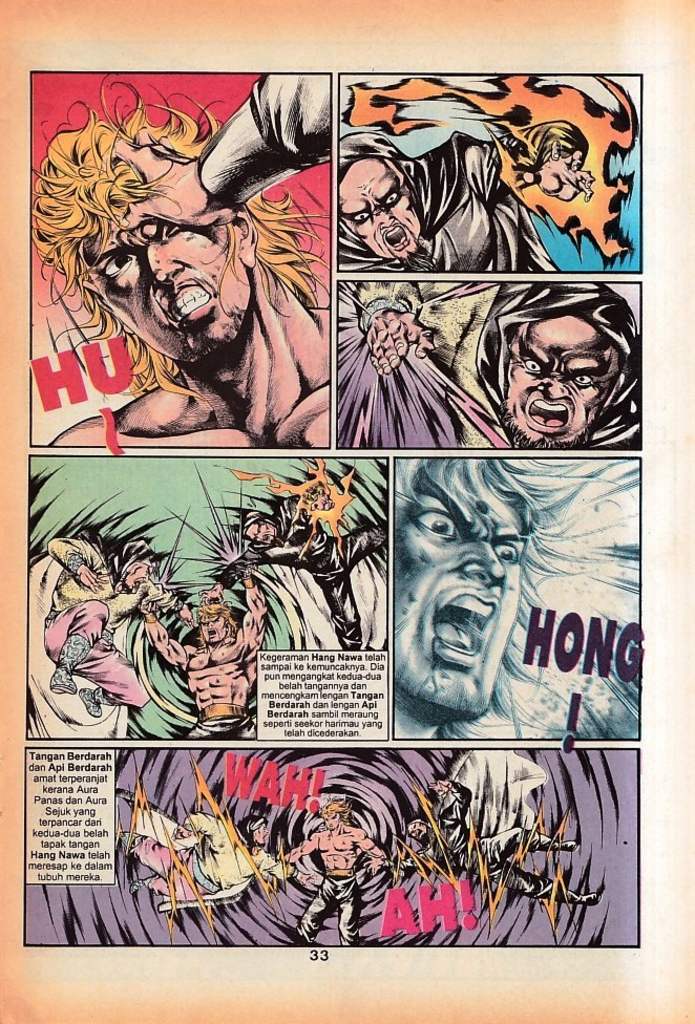 HU
Kegeraman Hang Nawa telah
sampai ke kemuncaknya. Dia
pun mengangkat kedua-dua
belah tangannya dan
mencengkam lengan Tangan
Berdarah dan lengan Api
Berdarah sambil meraung
seperti seekor harimau yang
telah dicederakan.
HONG
!
Tangan Berdarah
dan Api Berdarah
amat terperanjat
kerana Aura
Panas dan Aura
Sejuk yang
terpancar dari
kedua-dua belah
tapak tangan
Hang Nawa telah
meresap ke dalam
tubuh mereka.
WAH!
AH!
33